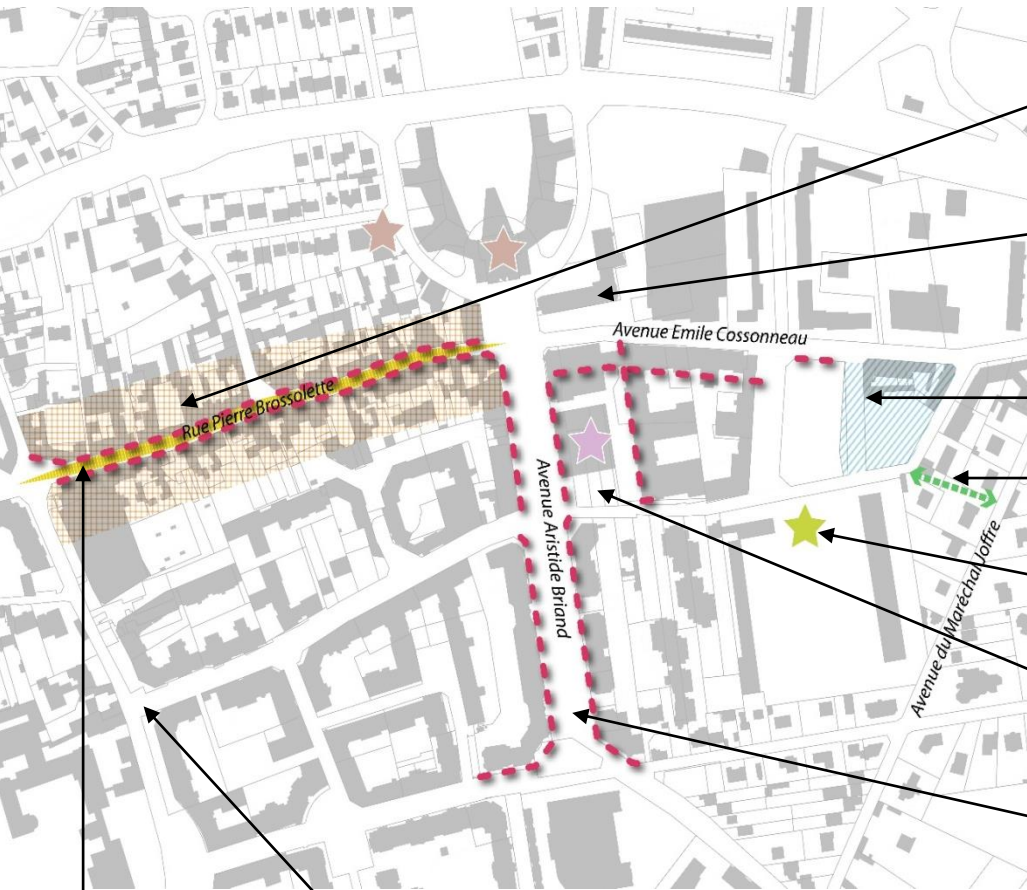 Avenue Emile Cossonneau
Rue Pierre Brossolette
Avenue Aristide Briand
Avenue du Maréchal Joffre